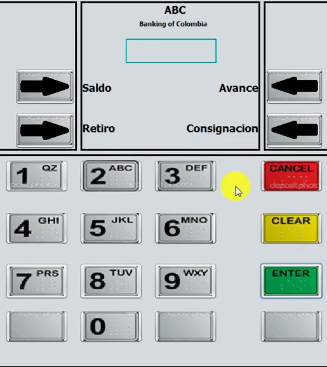 ABC
Banking of Colombia
Saldo Avance
Retiro Consignacion
1 QZ 2 ABC 3 DEF CANCEL
depositphotos
4 GHI 5 JKL 6 MNO CLEAR
7 PRS 8 TUV 9 WXY ENTER
0